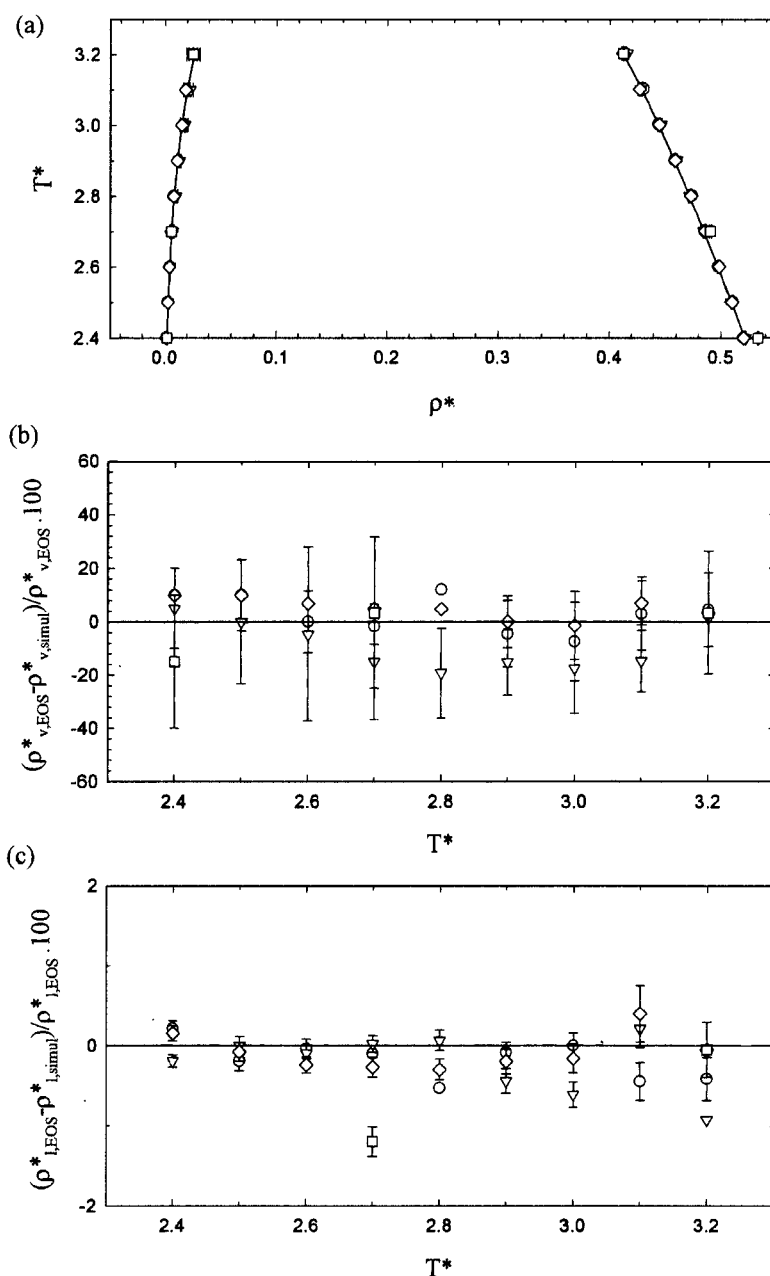 (a)
3.2
3.0
2.8
2.6
2.4
T*
0.0 0.1 0.2 0.3 0.4 0.5
ρ*
(b)
60
40
20
0
-20
-40
-60
(ρ*v,EOS-ρ*v,simul)/ρ*v,EOS.100
2.4 2.6 2.8 3.0 3.2
T*
(c)
2
0
-2
(ρ*l,EOS-ρ*l,simul)/ρ*l,EOS.100
2.4 2.6 2.8 3.0 3.2
T*